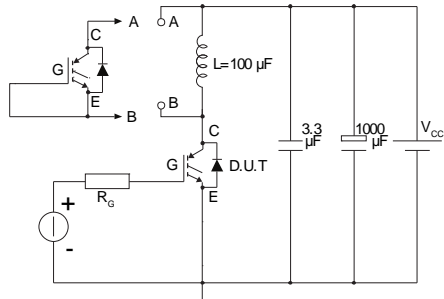 A
A
C
G
L=100 µF
E
B
B
C
3.3
µF
1000
µF
V_CC
G
D.U.T
E
R_G
+
-